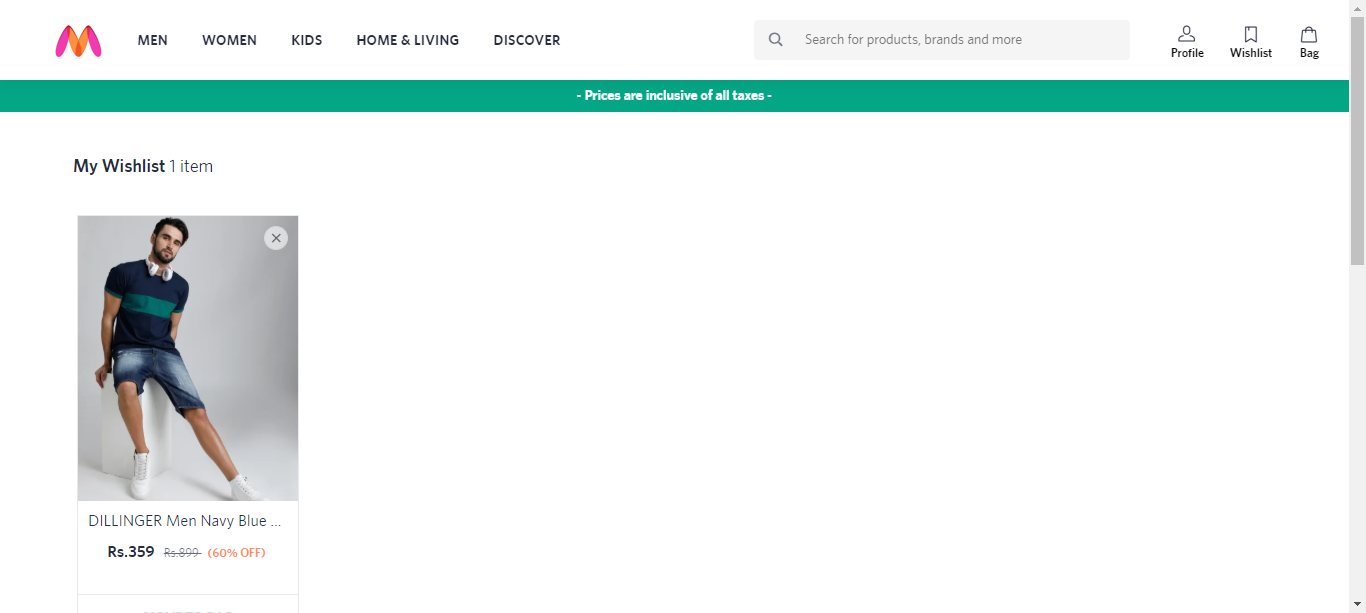 MEN WOMEN KIDS HOME & LIVING DISCOVER Search for products, brands and more Profile Wishlist Bag
- Prices are inclusive of all taxes -
My Wishlist 1 item
DILLINGER Men Navy Blue ...
Rs.359 Rs.899 (60% OFF)